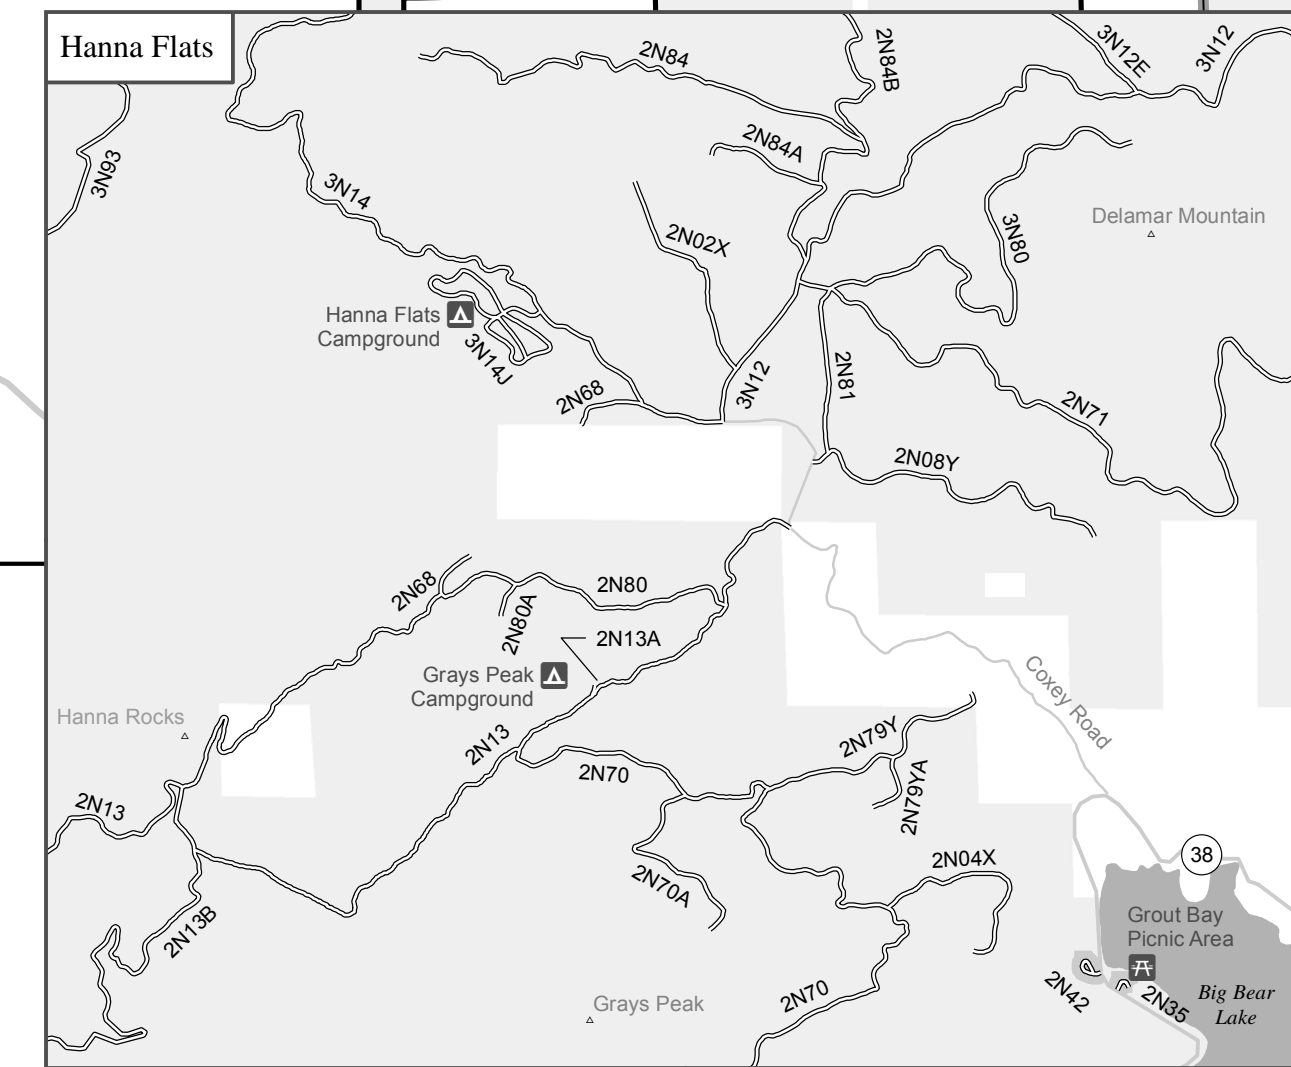 Hanna Flats
2N84
2N84B
3N12E
3N12
3N93
2N84A
3N14
2N02X
3N80
Delamar Mountain
Hanna Flats
Campground
3N14J
2N68
3N12
2N81
2N71
2N08Y
2N68
2N80
2N80A
2N13A
Grays Peak
Campground
Coxey Road
Hanna Rocks
2N13
2N70
2N79Y
2N79YA
2N13
2N70A
2N04X
38
2N13B
Grout Bay
Picnic Area
2N42
2N35
Big Bear
Lake
2N70
Grays Peak